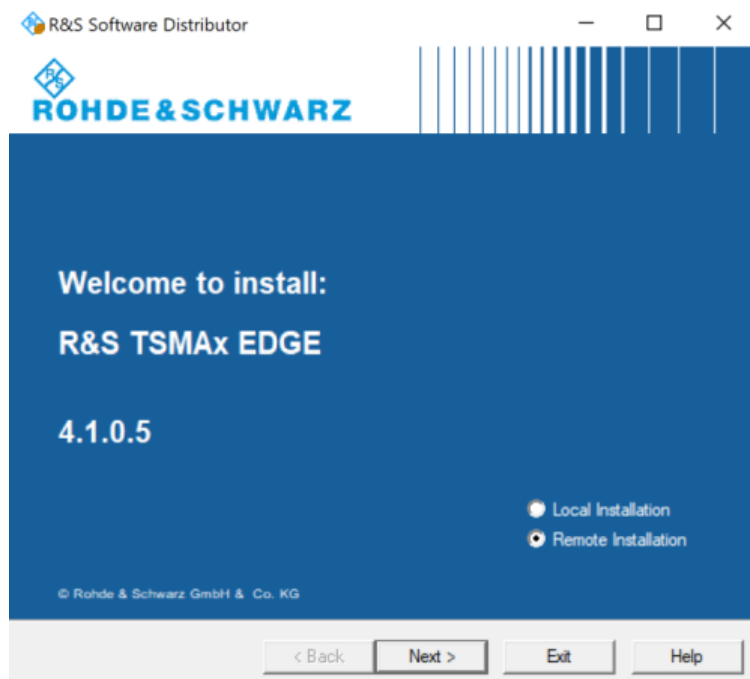 R&S Software Distributor
R&S
ROHDE&SCHWARZ
Welcome to install:
R&S TSMAx EDGE
4.1.0.5
Local Installation
Remote Installation
© Rohde & Schwarz GmbH & Co. KG
< Back Next > Exit Help